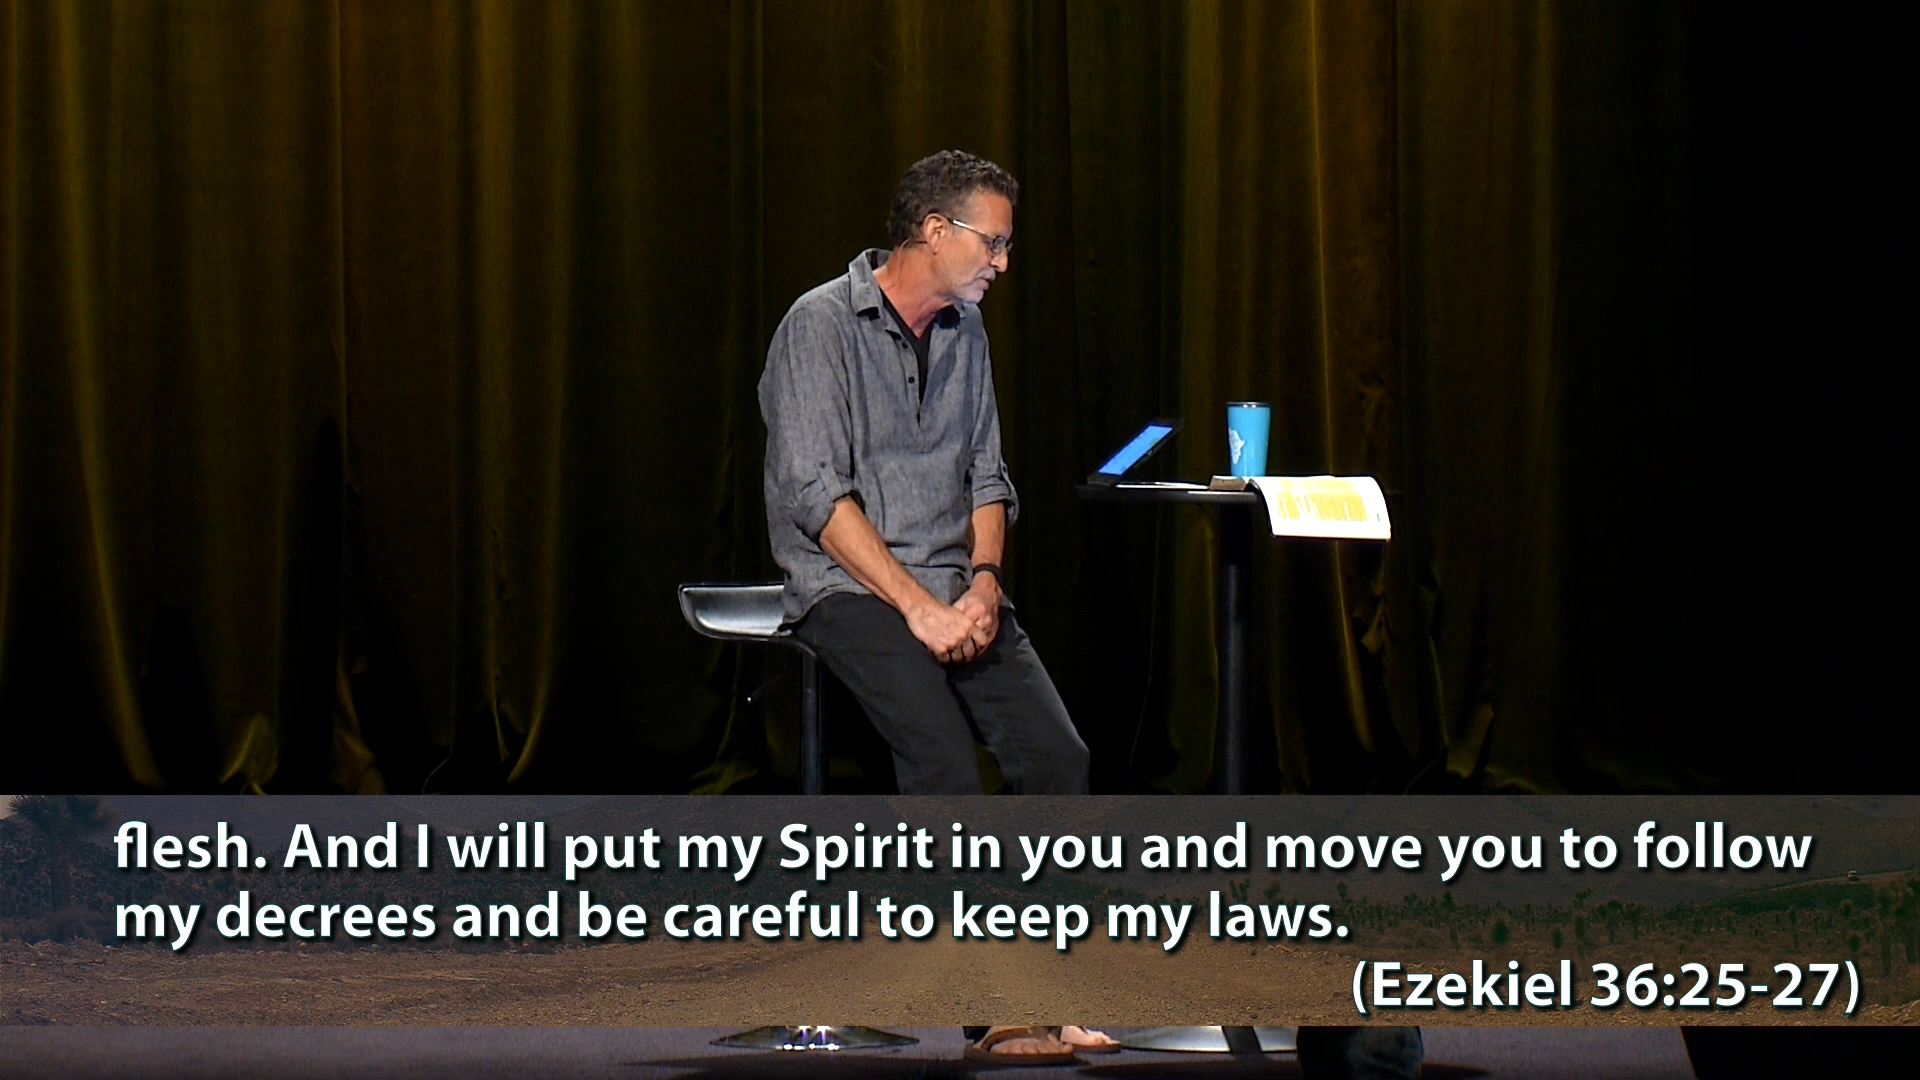 flesh. And I will put my Spirit in you and move you to follow
my decrees and be careful to keep my laws.
(Ezekiel 36:25-27)